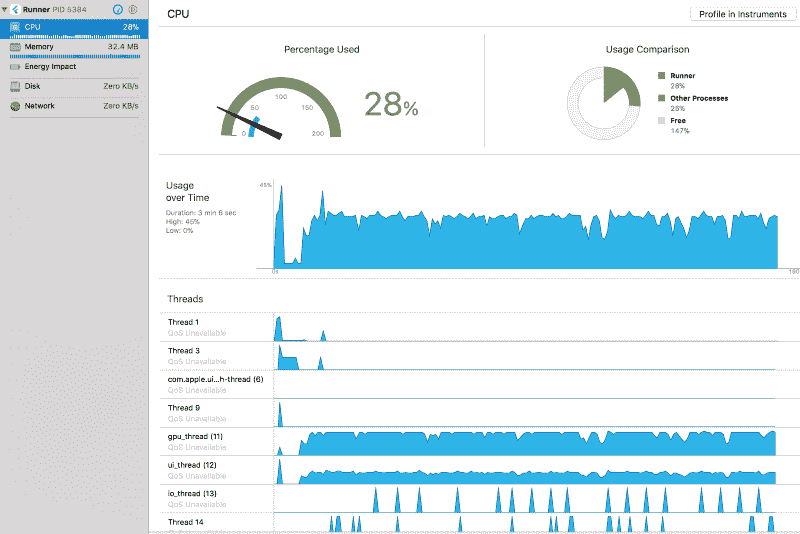 Runner PID 5384
CPU 28%
Memory 32.4 MB
Energy Impact
Disk Zero KB/s
Network Zero KB/s
CPU
Profile in Instruments
Percentage Used
0 50 100 150 200
28%
Usage Comparison
Runner
28%
Other Processes
25%
Free
147%
Usage
over Time
Duration: 3 min 6 sec
High: 45%
Low: 0%
45%
0s
160
Threads
Thread 1
QoS Unavailable
Thread 3
QoS Unavailable
com.apple.ui...h-thread (6)
QoS Unavailable
Thread 9
QoS Unavailable
gpu_thread (11)
QoS Unavailable
ui_thread (12)
QoS Unavailable
io_thread (13)
QoS Unavailable
Thread 14